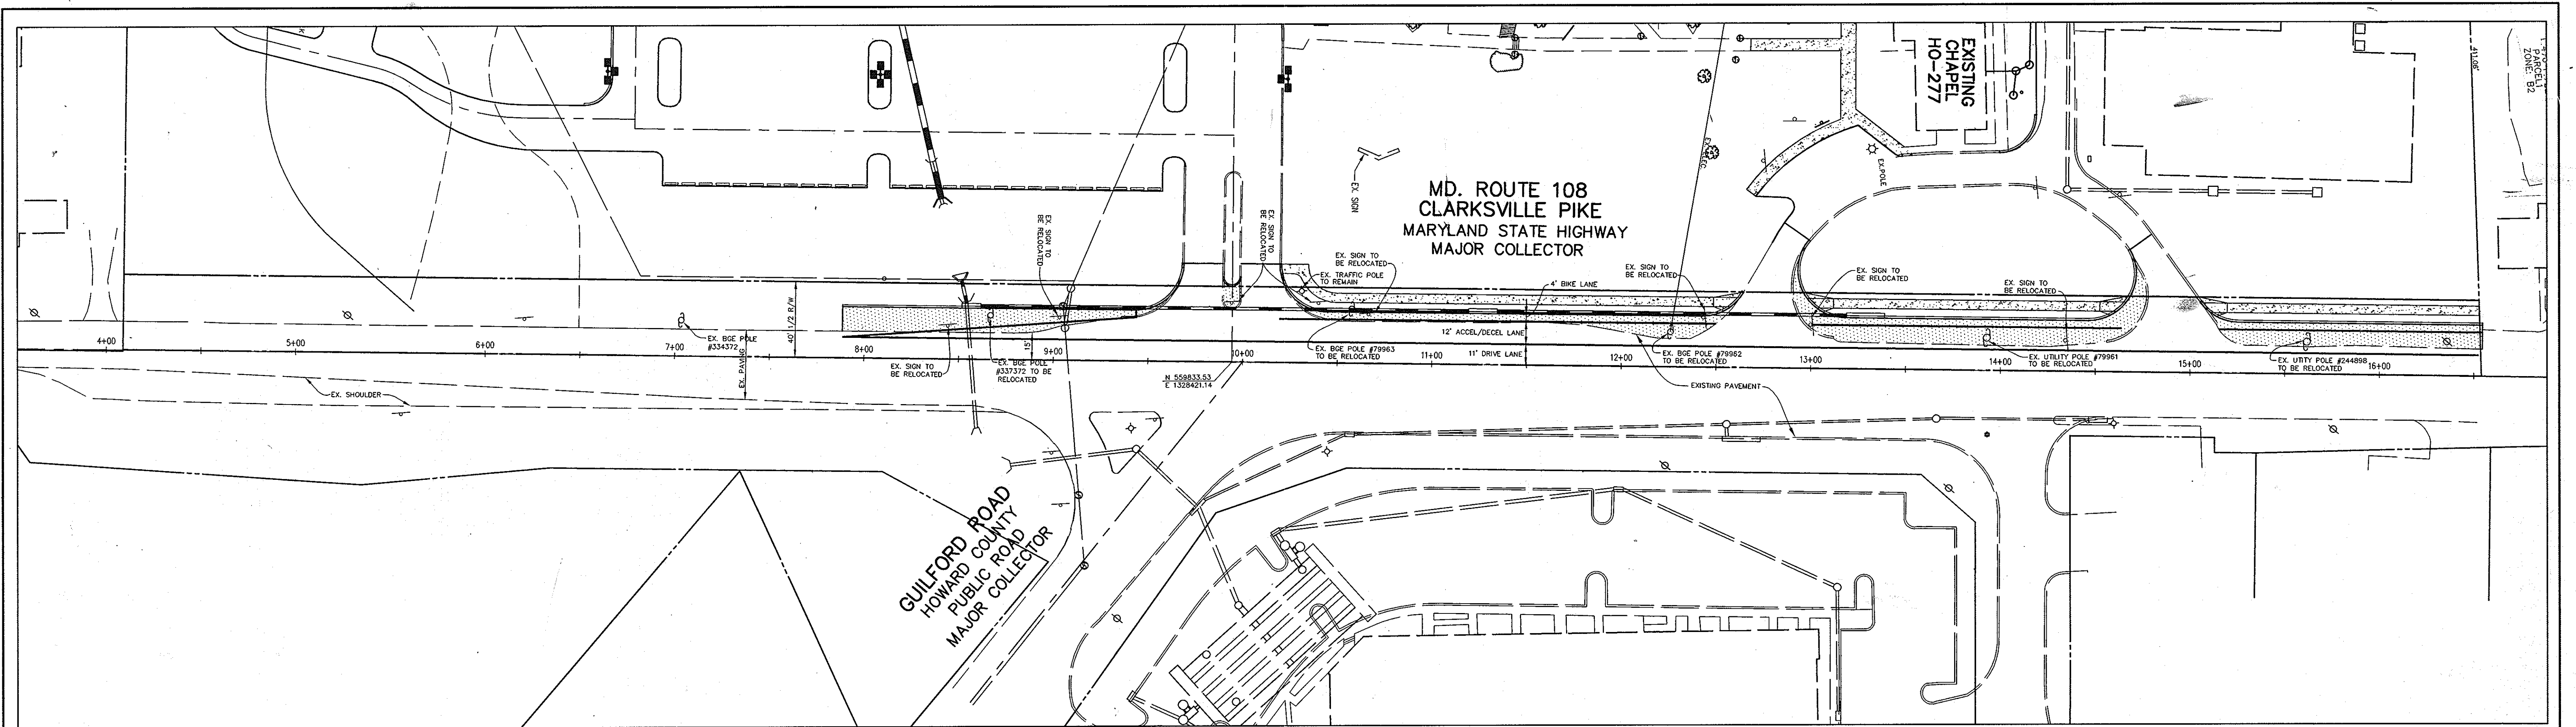 EXISTING
CHAPEL
HO-277
411.06'
PARCEL1
ZONE: B2
EX. SIGN
EX.POLE
MD. ROUTE 108
CLARKSVILLE PIKE
MARYLAND STATE HIGHWAY
MAJOR COLLECTOR
EX. SIGN TO
BE RELOCATED
EX. SIGN TO
BE RELOCATED
EX. SIGN TO
BE RELOCATED
EX. TRAFFIC POLE
TO REMAIN
EX. SIGN TO
BE RELOCATED
EX. SIGN TO
BE RELOCATED
EX. SIGN TO
BE RELOCATED
4' BIKE LANE
12' ACCEL/DECEL LANE
11' DRIVE LANE
40' 1/2 R/W
EX. PAVING
15'
EX. BGE POLE
#334372
EX. SIGN TO
BE RELOCATED
EX. BGE POLE
#337372 TO BE
RELOCATED
EX. BGE POLE #79963
TO BE RELOCATED
EX. BGE POLE #79962
TO BE RELOCATED
EX. UTILITY POLE #79961
TO BE RELOCATED
EX. UTITY POLE #244898
TO BE RELOCATED
4+00
5+00
6+00
7+00
8+00
9+00
10+00
11+00
12+00
13+00
14+00
15+00
16+00
N 559833.53
E 1328421.14
EXISTING PAVEMENT
EX. SHOULDER
GUILFORD ROAD
HOWARD COUNTY
PUBLIC ROAD
MAJOR COLLECTOR